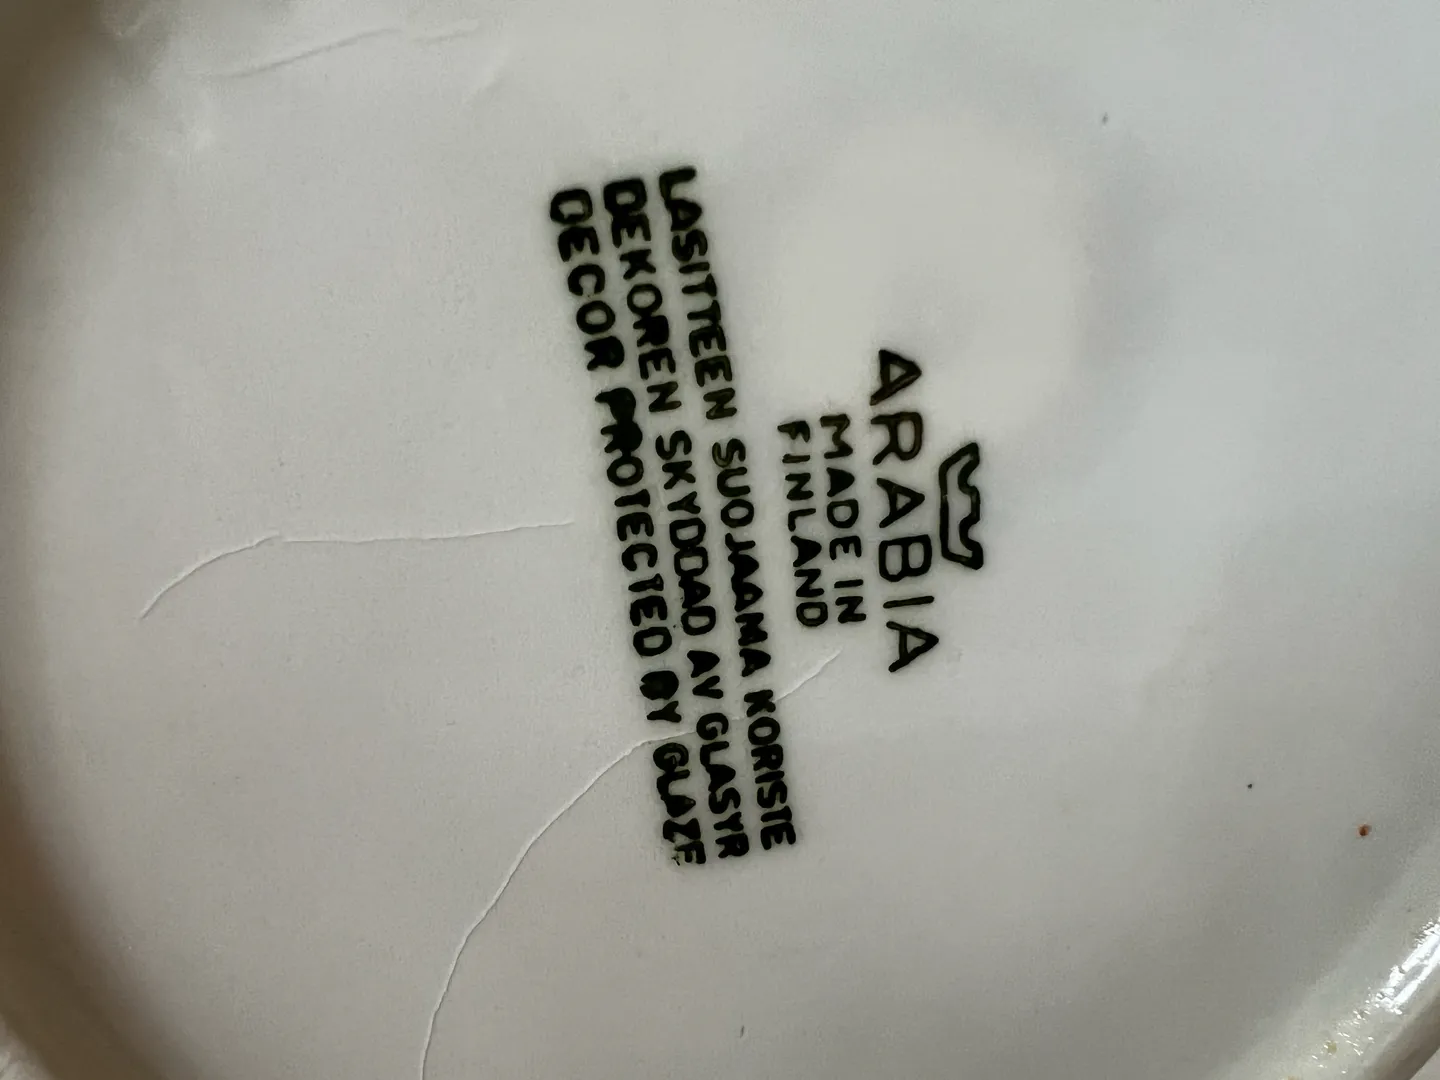 ARABIA
MADE IN
FINLAND
LASITTEEN SUOJAAMA KORISTE
DEKOREN SKYDDAD AV GLASYR
DECOR PROTECTED BY GLAZE